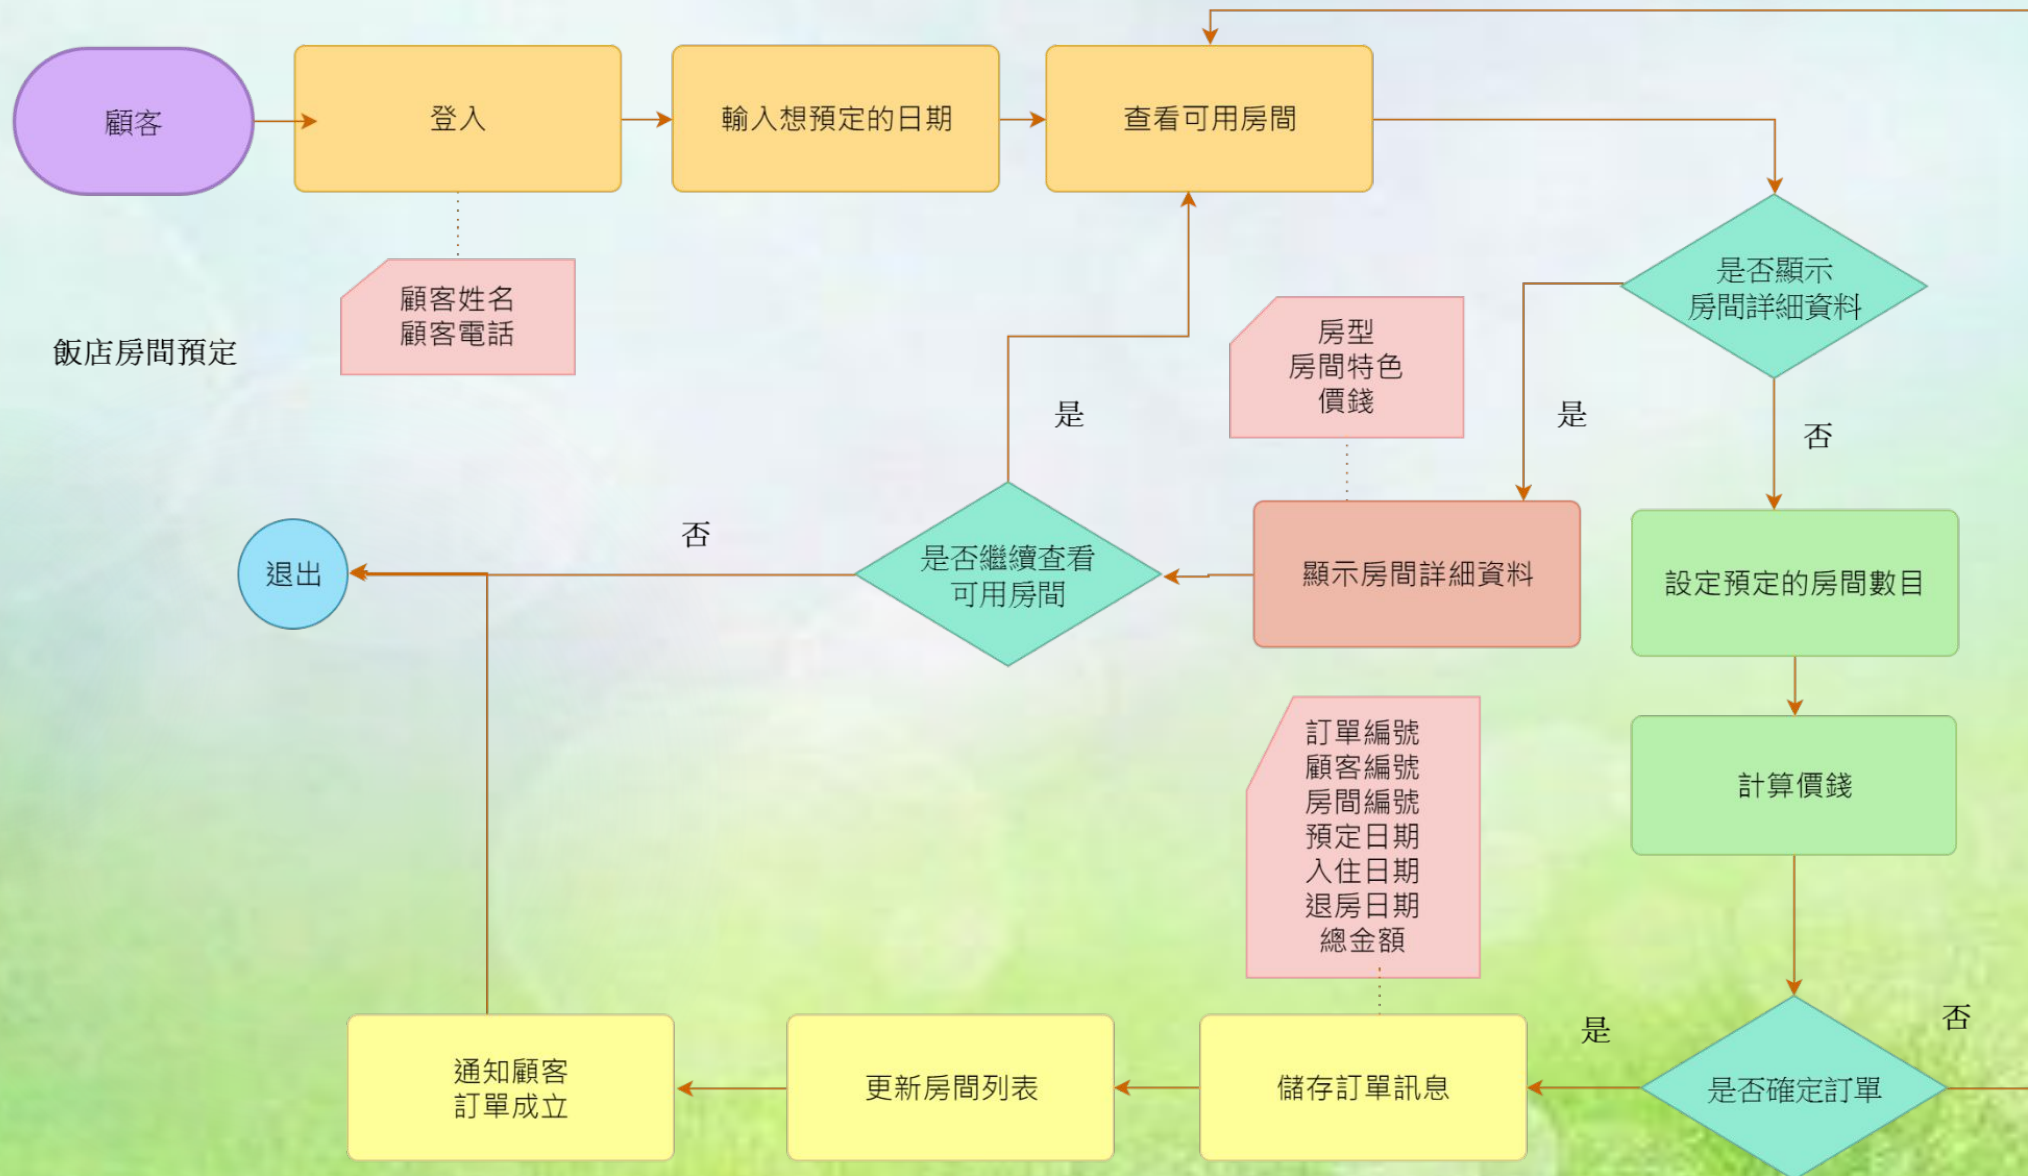 顧客
登入
輸入想預定的日期
查看可用房間
顧客姓名
顧客電話
飯店房間預定
是否顯示
房間詳細資料
房型
房間特色
價錢
是
是
否
退出
否
是否繼續查看
可用房間
顯示房間詳細資料
設定預定的房間數目
訂單編號
顧客編號
房間編號
預定日期
入住日期
退房日期
總金額
計算價錢
通知顧客
訂單成立
更新房間列表
儲存訂單訊息
是
是否確定訂單
否